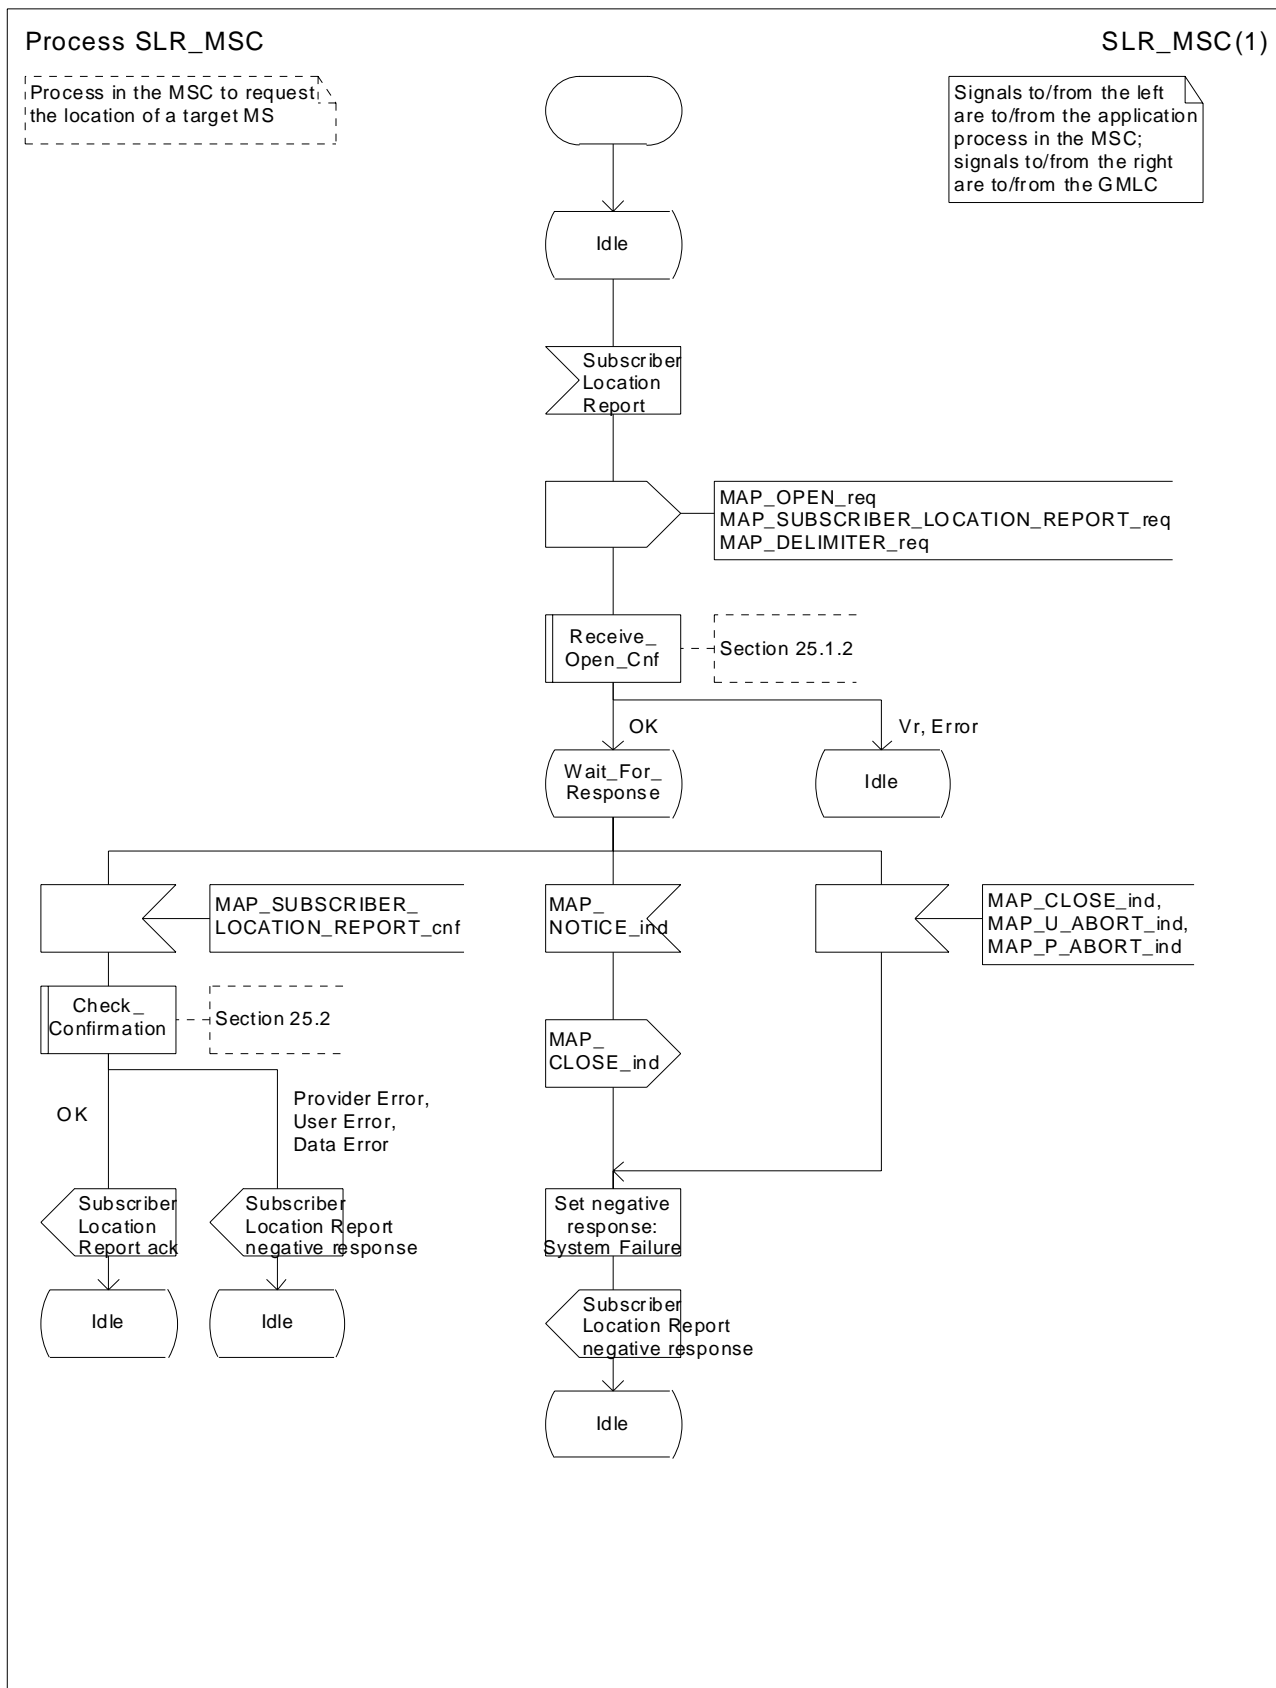 Process SLR_MSC
SLR_MSC(1)
Process in the MSC to request
the location of a target MS
Signals to/from the left
are to/from the application
process in the MSC;
signals to/from the right
are to/from the GMLC
Idle
Subscriber
Location
Report
MAP_OPEN_req
MAP_SUBSCRIBER_LOCATION_REPORT_req
MAP_DELIMITER_req
Receive_
Open_Cnf
Section 25.1.2
OK
Vr, Error
Wait_For_
Response
Idle
MAP_SUBSCRIBER_
LOCATION_REPORT_cnf
MAP_
NOTICE_ind
MAP_CLOSE_ind,
MAP_U_ABORT_ind,
MAP_P_ABORT_ind
Check_
Confirmation
Section 25.2
MAP_
CLOSE_ind
OK
Provider Error,
User Error,
Data Error
Subscriber
Location
Report ack
Subscriber
Location Report
negative response
Set negative
response:
System Failure
Idle
Idle
Subscriber
Location Report
negative response
Idle